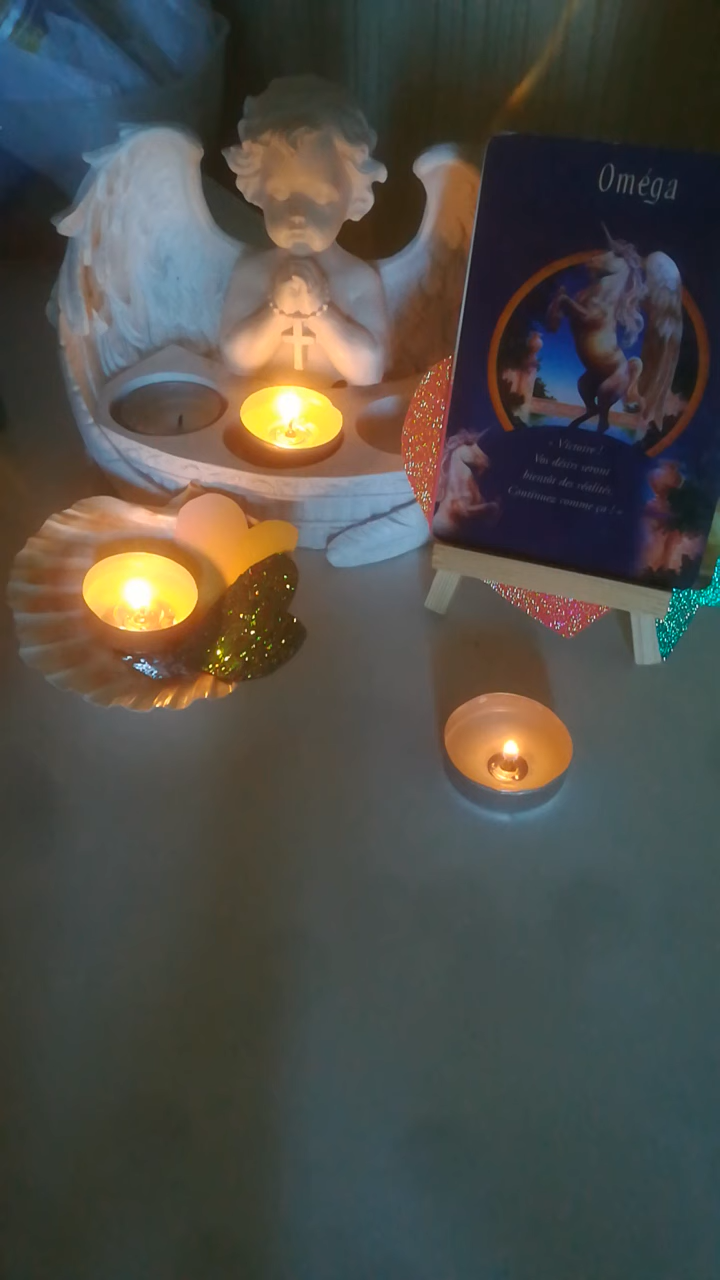 Oméga
« Victoire !
Vos désirs seront
bientôt des réalités.
Continuez comme ça ! »